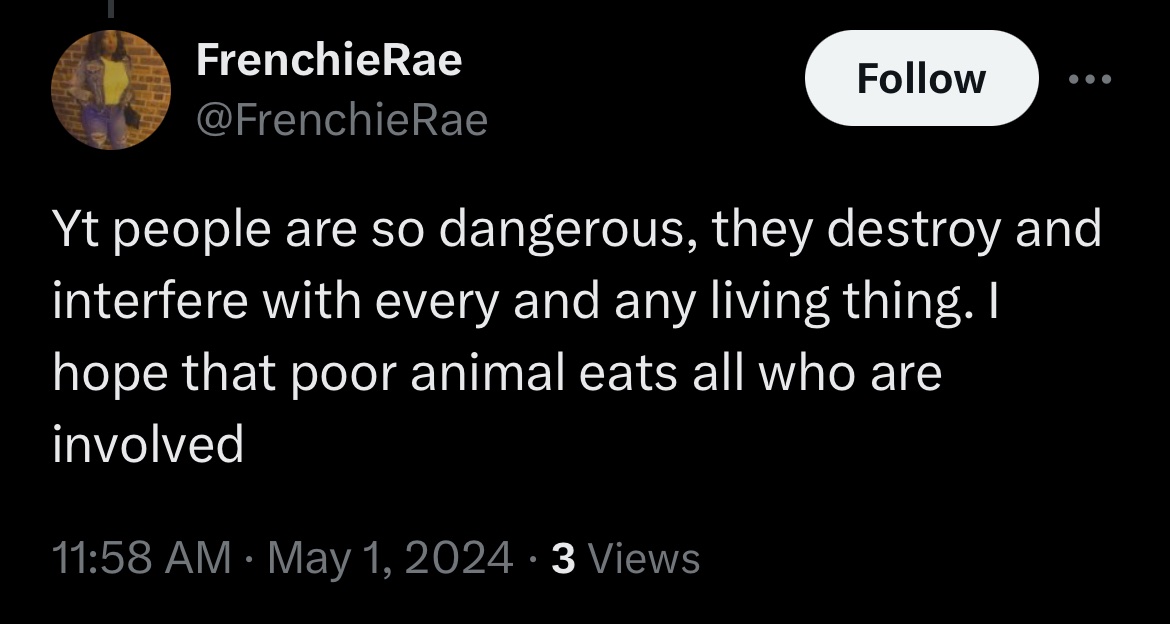 FrenchieRae
@FrenchieRae
Follow
Yt people are so dangerous, they destroy and
interfere with every and any living thing. I
hope that poor animal eats all who are
involved
11:58 AM · May 1, 2024 · 3 Views